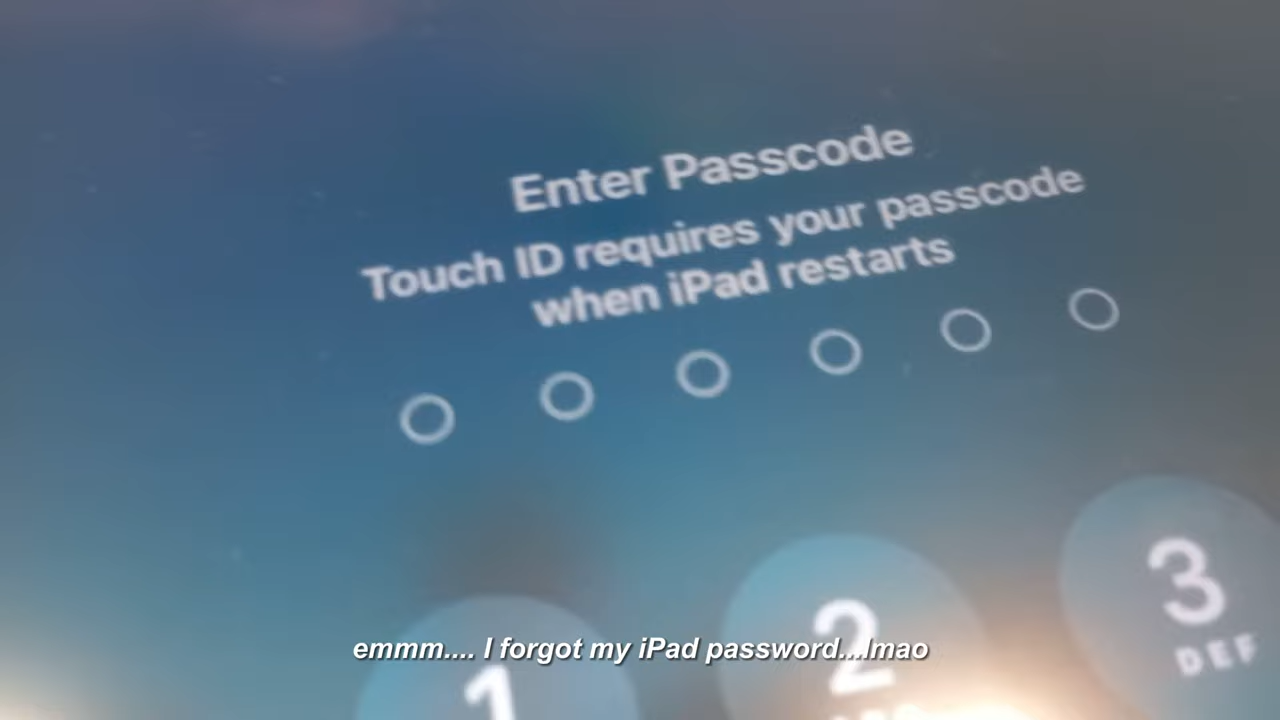 Enter Passcode
Touch ID requires your passcode
when iPad restarts
1
2
3
DEF
emmm.... I forgot my iPad password...lmao